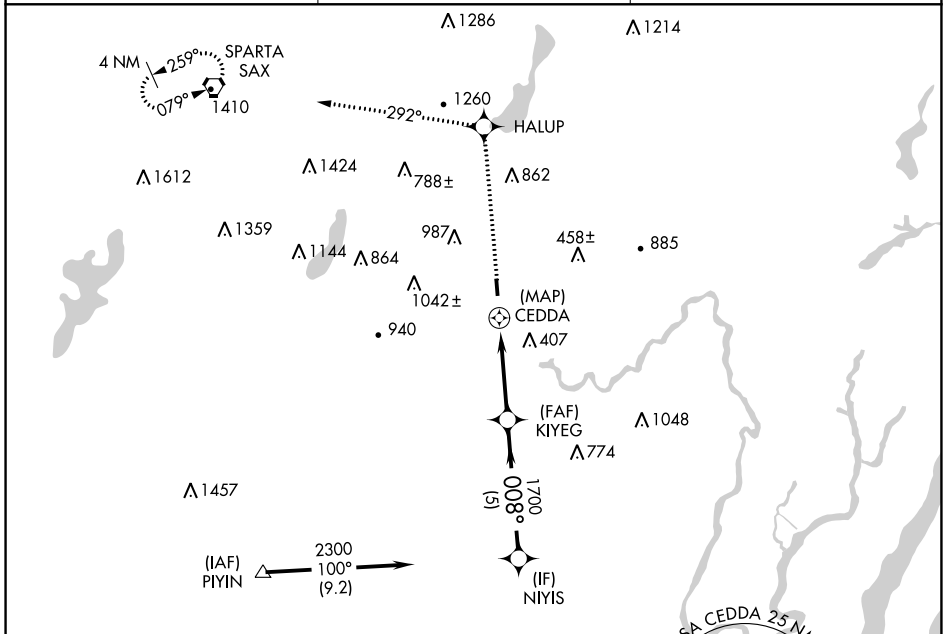 1286
1214
SPARTA
SAX
4 NM
259°
079°
1410
1260
292°
HALUP
1612
1424
788±
862
1359
987
458±
885
1144
864
1042±
(MAP)
CEDDA
940
407
(FAF)
KIYEG
1048
774
1457
1700
008°
(5)
(IAF)
PIYIN
2300
100°
(9.2)
(IF)
NIYIS
SA CEDDA 25 N